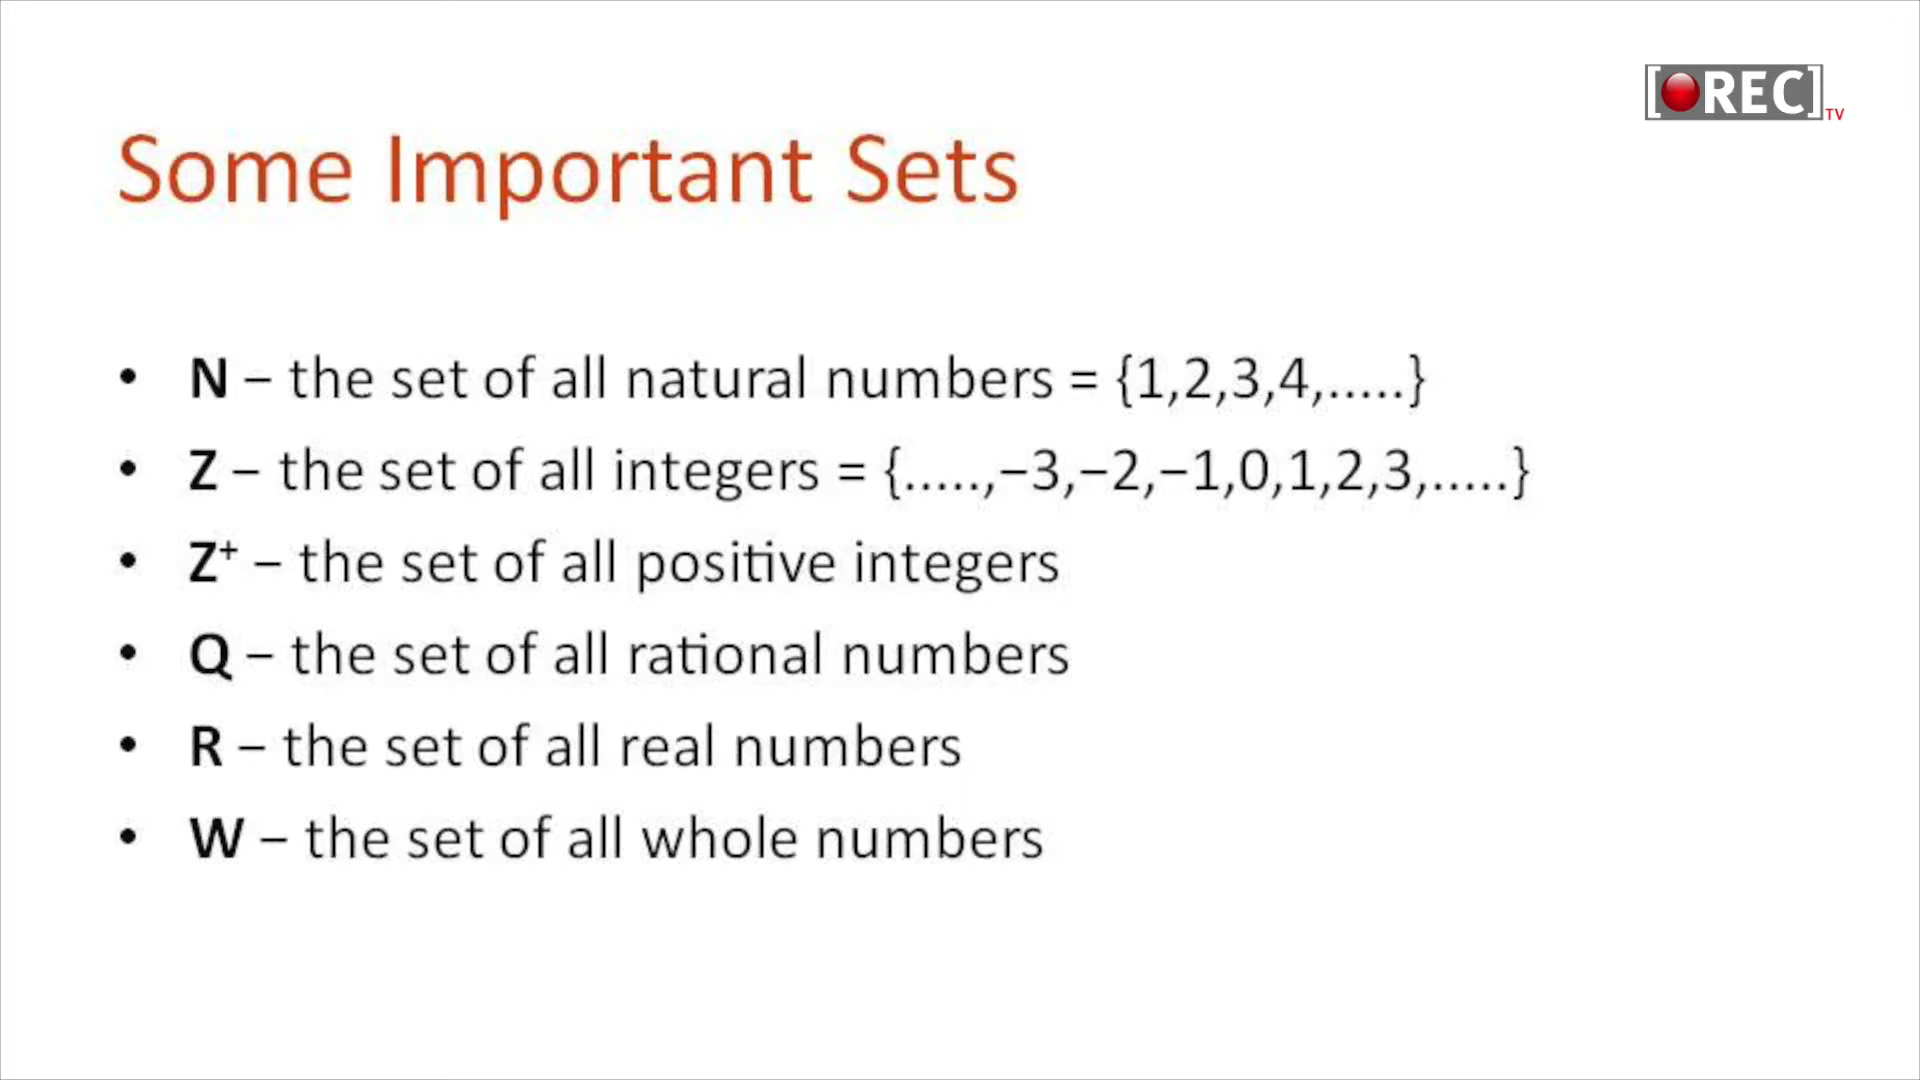 [REC]TV
Some Important Sets
• N – the set of all natural numbers = {1,2,3,4,.....}
• Z – the set of all integers = {.....,−3,−2,−1,0,1,2,3,.....}
• Z⁺ – the set of all positive integers
• Q – the set of all rational numbers
• R – the set of all real numbers
• W – the set of all whole numbers